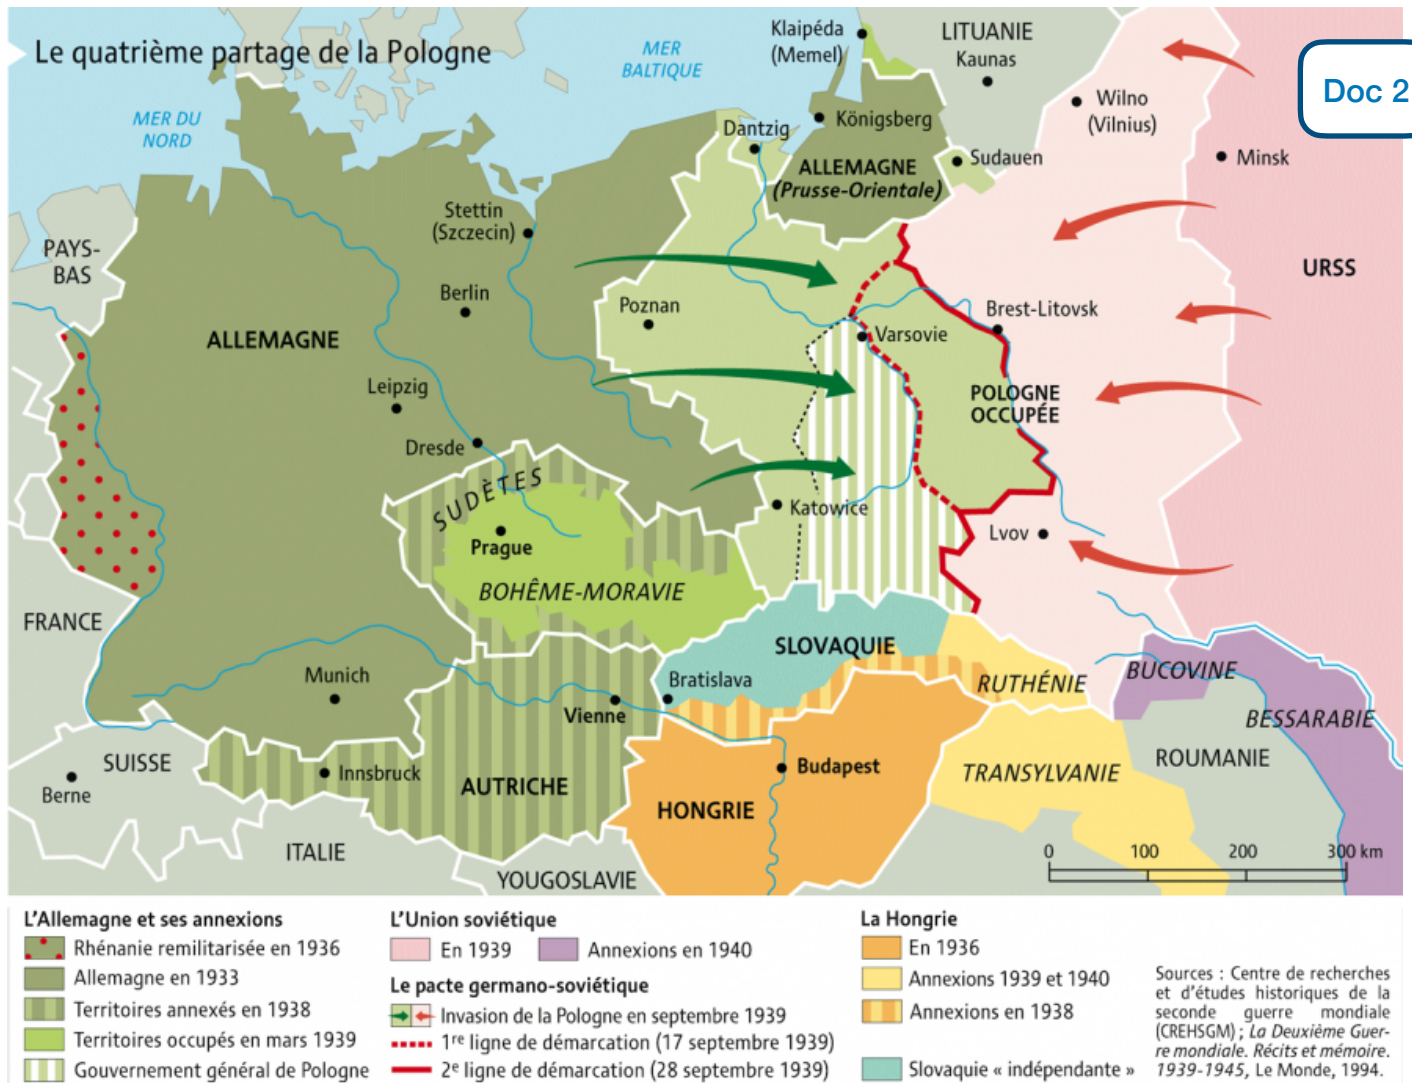 Le quatrième partage de la Pologne
Doc 2
MER DU
NORD
MER
BALTIQUE
Klaipéda
(Memel)
LITUANIE
Kaunas
Wilno
(Vilnius)
Minsk
Dantzig
Königsberg
Sudauen
ALLEMAGNE
(Prusse-Orientale)
Stettin
(Szczecin)
PAYS-
BAS
URSS
Berlin
Poznan
Brest-Litovsk
ALLEMAGNE
Varsovie
Leipzig
POLOGNE
OCCUPÉE
Dresde
SUDÈTES
Katowice
Prague
Lvov
BOHÊME-MORAVIE
FRANCE
SLOVAQUIE
Munich
Bratislava
RUTHÉNIE
BUCOVINE
Vienne
BESSARABIE
SUISSE
Innsbruck
Budapest
ROUMANIE
Berne
AUTRICHE
TRANSYLVANIE
HONGRIE
ITALIE
YOUGOSLAVIE
0 100 200 300 km
L'Allemagne et ses annexions
Rhénanie remilitarisée en 1936
Allemagne en 1933
Territoires annexés en 1938
Territoires occupés en mars 1939
Gouvernement général de Pologne
L'Union soviétique
En 1939
Annexions en 1940
Le pacte germano-soviétique
Invasion de la Pologne en septembre 1939
1re ligne de démarcation (17 septembre 1939)
2e ligne de démarcation (28 septembre 1939)
La Hongrie
En 1936
Annexions 1939 et 1940
Annexions en 1938
Slovaquie « indépendante »
Sources : Centre de recherches
et d'études historiques de la
seconde guerre mondiale
(CREHSGM) ; La Deuxième Guer-
re mondiale. Récits et mémoire.
1939-1945, Le Monde, 1994.